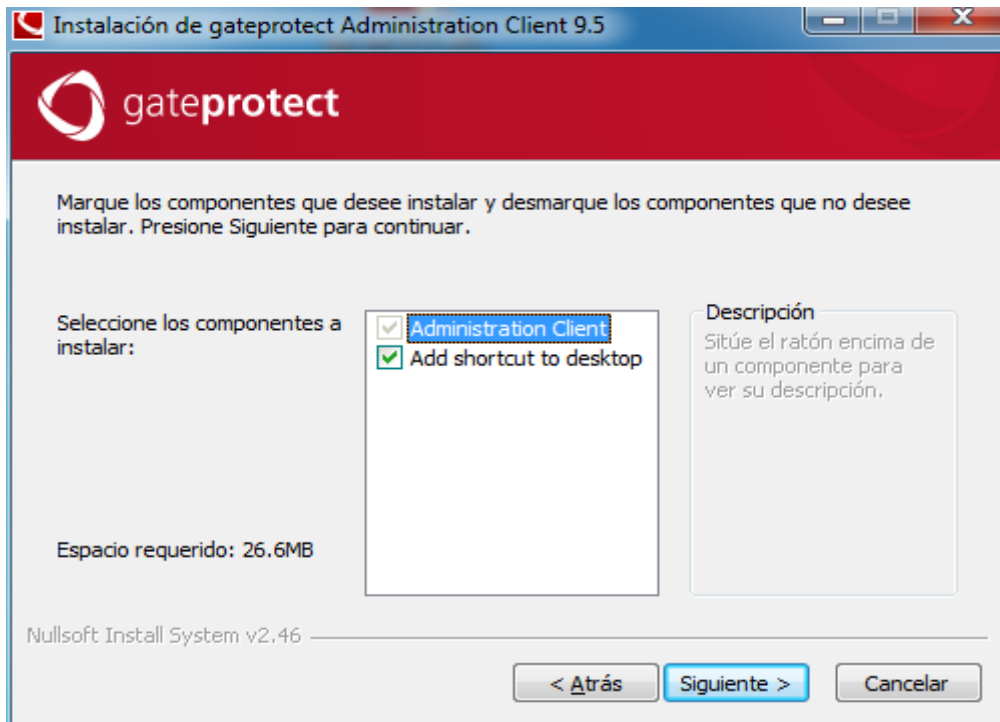 Instalación de gateprotect Administration Client 9.5
gateprotect
Marque los componentes que desee instalar y desmarque los componentes que no desee
instalar. Presione Siguiente para continuar.
Seleccione los componentes a
instalar:
Administration Client
Add shortcut to desktop
Descripción
Sitúe el ratón encima de
un componente para
ver su descripción.
Espacio requerido: 26.6MB
Nullsoft Install System v2.46
< Atrás
Siguiente >
Cancelar